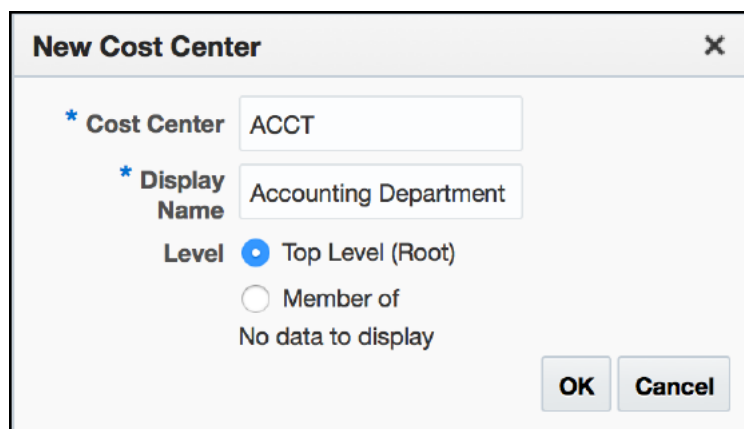 New Cost Center ×
* Cost Center ACCT
* Display Name Accounting Department
Level Top Level (Root)
Member of
No data to display
OK Cancel